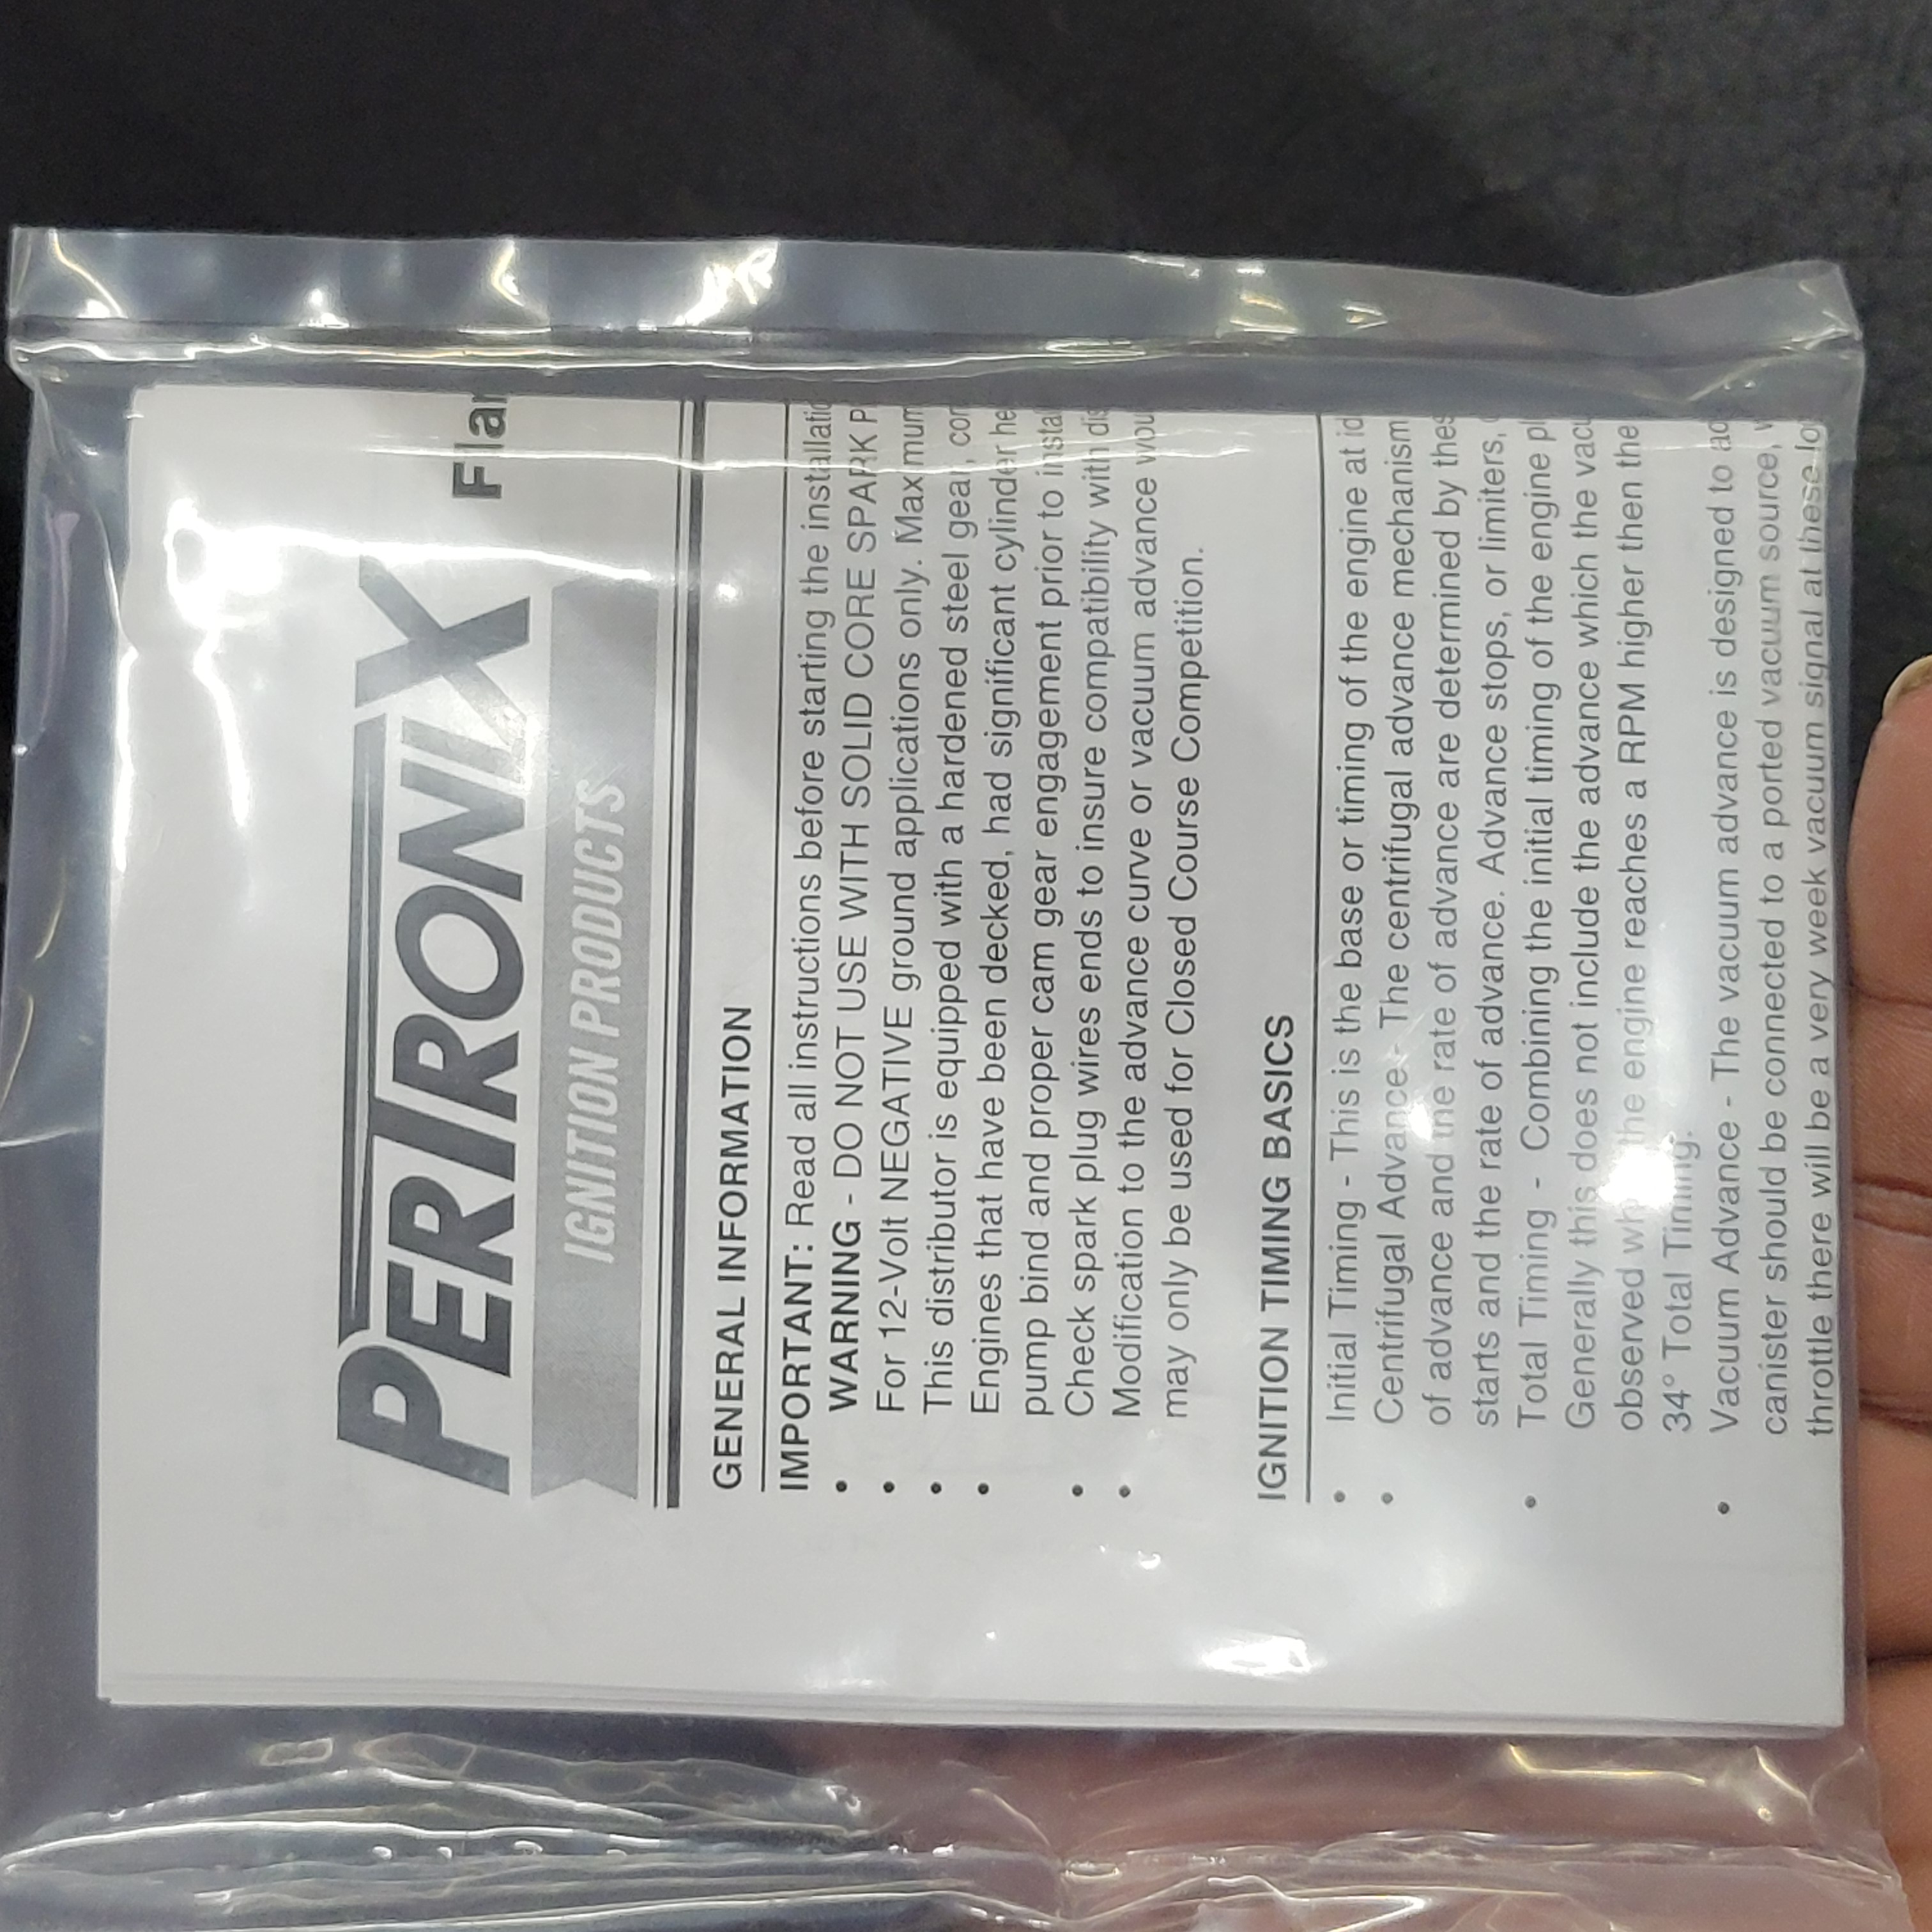 PERTRONIX
IGNITION PRODUCTS
GENERAL INFORMATION
IMPORTANT: Read all instructions before starting the
• WARNING - DO NOT USE WITH SOLID CORE SPARK
• For 12-Volt NEGATIVE ground applications only. Maximum
• This distributor is equipped with a hardened steel gear,
• Engines that have been decked, had significant cylinder
pump bind and proper cam gear engagement prior to
• Check spark plug wires ends to insure compatibility with
• Modification to the advance curve or vacuum advance
may only be used for Closed Course Competition.
IGNITION TIMING BASICS
• Initial Timing - This is the base or timing of the engine at
• Centrifugal Advance - The centrifugal advance mechanism
of advance and the rate of advance are determined by
starts and the rate of advance. Advance stops, or limiters,
• Total Timing - Combining the initial timing of the engine
Generally this does not include the advance which the
observed the engine reaches a RPM higher then the
34° Total Timing.
• Vacuum Advance - The vacuum advance is designed to
canister should be connected to a ported vacuum source,
throttle there will be a very week vacuum signal at these